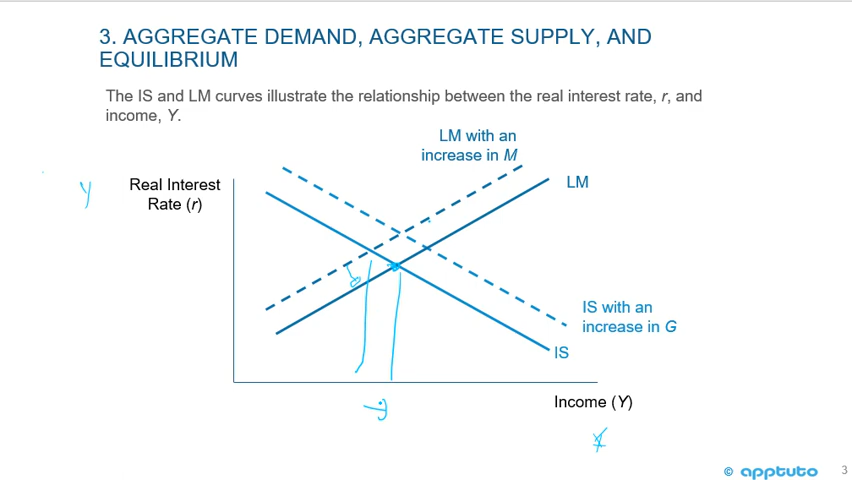 3. AGGREGATE DEMAND, AGGREGATE SUPPLY, AND
EQUILIBRIUM
The IS and LM curves illustrate the relationship between the real interest rate, r, and
income, Y.
LM with an
increase in M
Real Interest
Rate (r)
LM
y
IS with an
increase in G
IS
Income (Y)
© apptuto
3